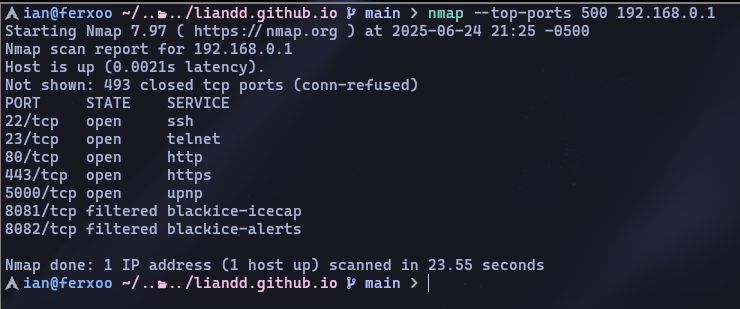 ian@ferxoo ~/../../liandd.github.io main > nmap --top-ports 500 192.168.0.1
Starting Nmap 7.97 ( https://nmap.org ) at 2025-06-24 21:25 -0500
Nmap scan report for 192.168.0.1
Host is up (0.0021s latency).
Not shown: 493 closed tcp ports (conn-refused)
PORT     STATE    SERVICE
22/tcp   open     ssh
23/tcp   open     telnet
80/tcp   open     http
443/tcp  open     https
5000/tcp open     upnp
8081/tcp filtered blackice-icecap
8082/tcp filtered blackice-alerts
Nmap done: 1 IP address (1 host up) scanned in 23.55 seconds
ian@ferxoo ~/../../liandd.github.io main >